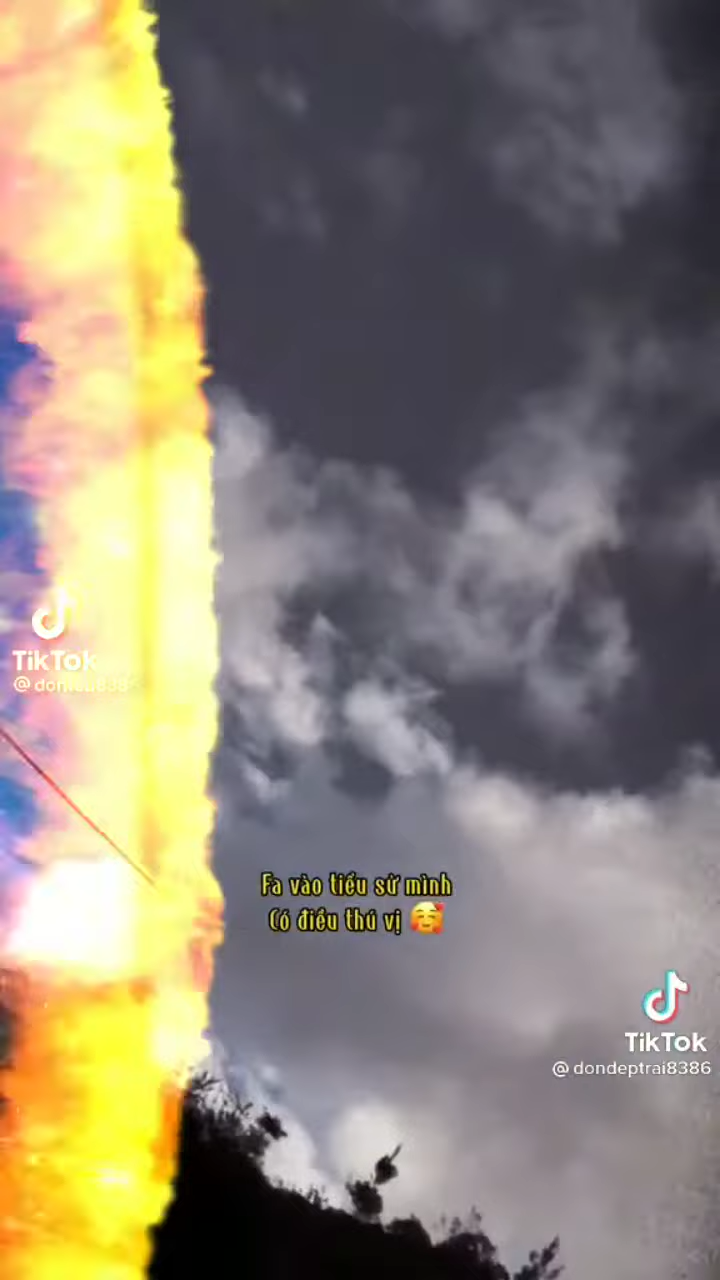 TikTok
Fa vào tiểu sử mình
Có điều thú vị 🥰
TikTok
@dondeptrai8386